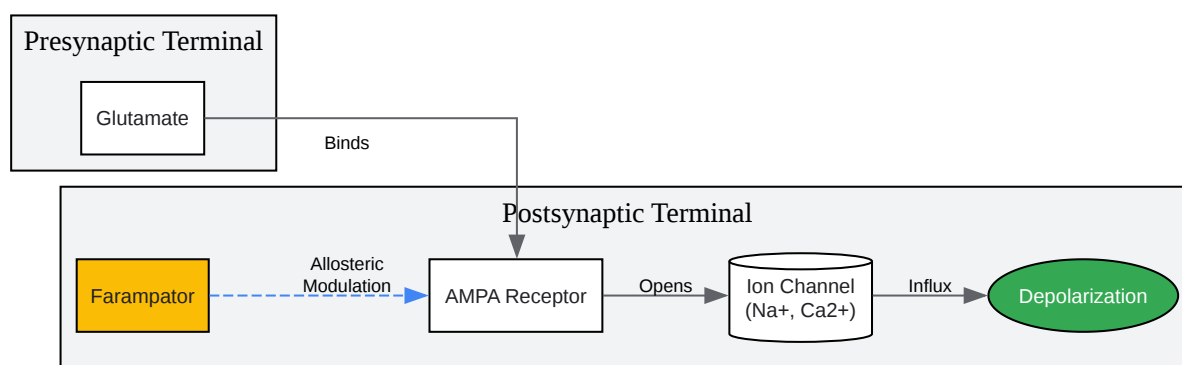 Presynaptic Terminal
Glutamate
Binds
Postsynaptic Terminal
Farampator
Allosteric
Modulation
AMPA Receptor
Opens
Ion Channel
(Na+, Ca2+)
Influx
Depolarization